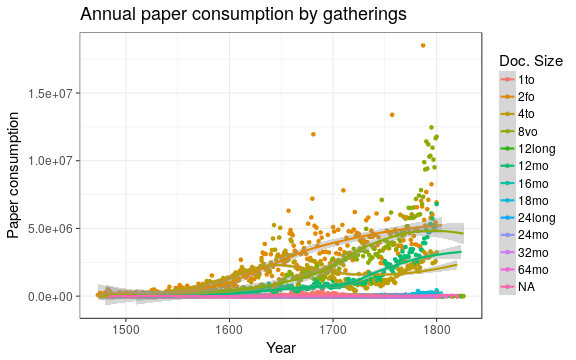 Annual paper consumption by gatherings
Paper consumption
1.5e+07
1.0e+07
5.0e+06
0.0e+00
1500
1600
1700
1800
Year
Doc. Size
1to
2fo
4to
8vo
12long
12mo
16mo
18mo
24long
24mo
32mo
64mo
NA